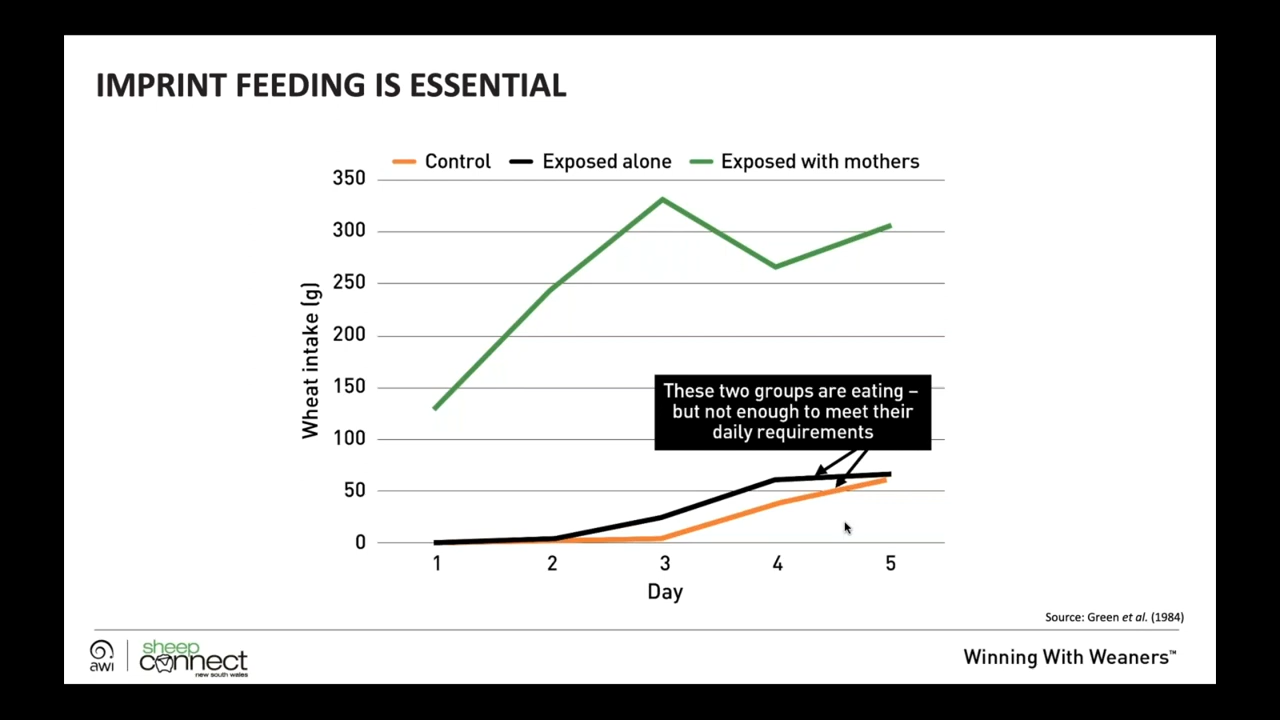 IMPRINT FEEDING IS ESSENTIAL
Control Exposed alone Exposed with mothers
350
300
250
200
150
100
50
0
Wheat intake (g)
These two groups are eating –
but not enough to meet their
daily requirements
1 2 3 4 5
Day
Source: Green et al. (1984)
awi
sheep
connect
new south wales
Winning With Weaners™